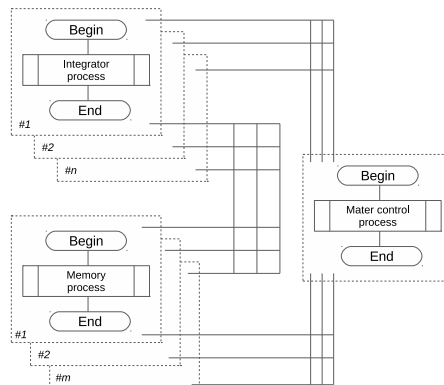 Begin
Integrator
process
End
#1
#2
#n
Begin
Mater control
process
End
Begin
Memory
process
End
#1
#2
#m